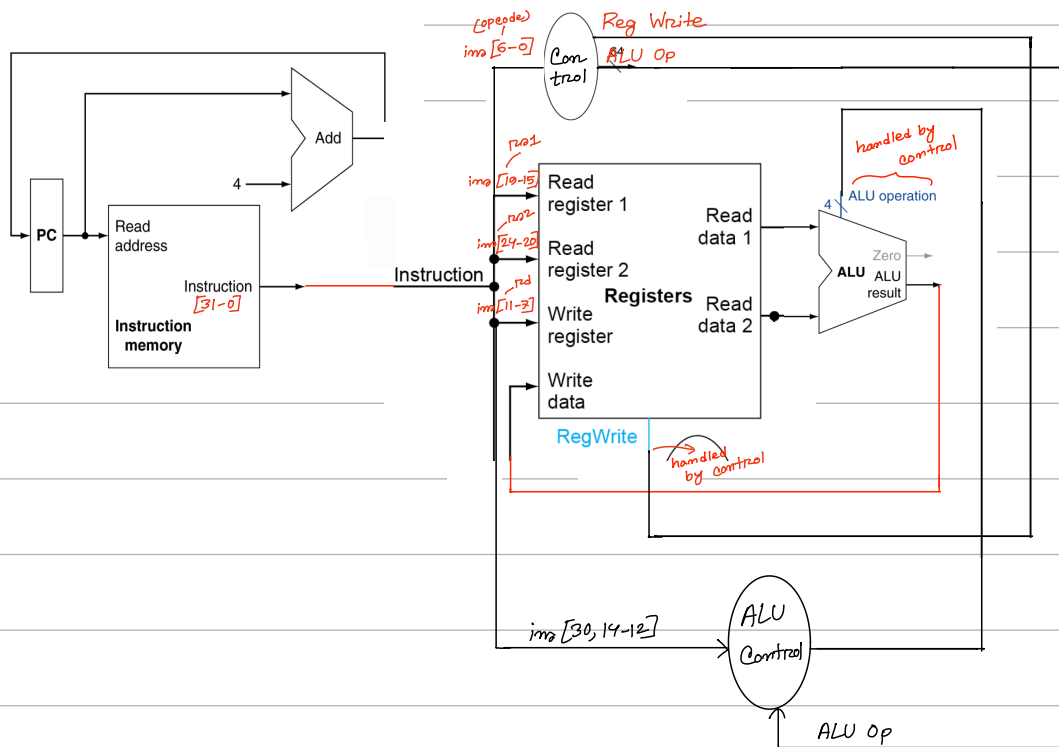 (opcode)
ins [6-0]
Con
trol
Reg Write
64
ALU Op
Add
4
PC
Read
address
Instruction
[31-0]
Instruction
memory
Instruction
rs1
ins [19-15]
rs2
ins [24-20]
rd
ins [11-7]
Read
register 1
Read
register 2
Write
register
Write
data
Registers
Read
data 1
Read
data 2
RegWrite
handled
by control
handled by
control
4
ALU operation
Zero
ALU
ALU
result
ins [30, 14-12]
ALU
Control
ALU Op